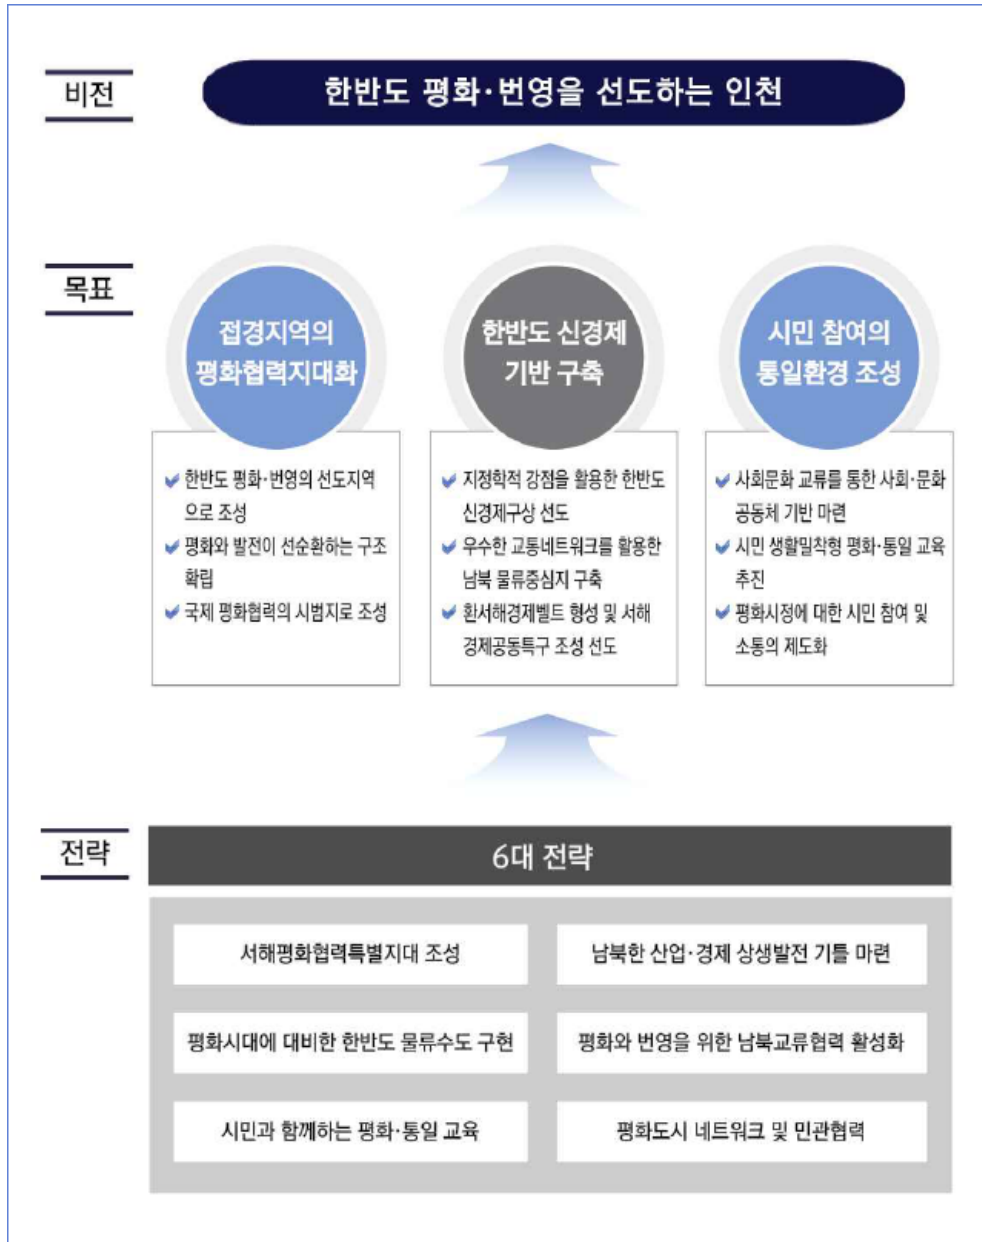 비전
한반도 평화·번영을 선도하는 인천
목표
접경지역의
평화협력지대화
한반도 평화·번영의 선도지역
으로 조성
평화와 발전이 선순환하는 구조
확립
국제 평화협력의 시범지로 조성
한반도 신경제
기반 구축
지정학적 강점을 활용한 한반도
신경제구상 선도
우수한 교통네트워크를 활용한
남북 물류중심지 구축
환서해경제벨트 형성 및 서해
경제공동특구 조성 선도
시민 참여의
통일환경 조성
사회문화 교류를 통한 사회·문화
공동체 기반 마련
시민 생활밀착형 평화·통일 교육
추진
평화시정에 대한 시민 참여 및
소통의 제도화
전략
6대 전략
서해평화협력특별지대 조성
남북한 산업·경제 상생발전 기틀 마련
평화시대에 대비한 한반도 물류수도 구현
평화와 번영을 위한 남북교류협력 활성화
시민과 함께하는 평화·통일 교육
평화도시 네트워크 및 민관협력